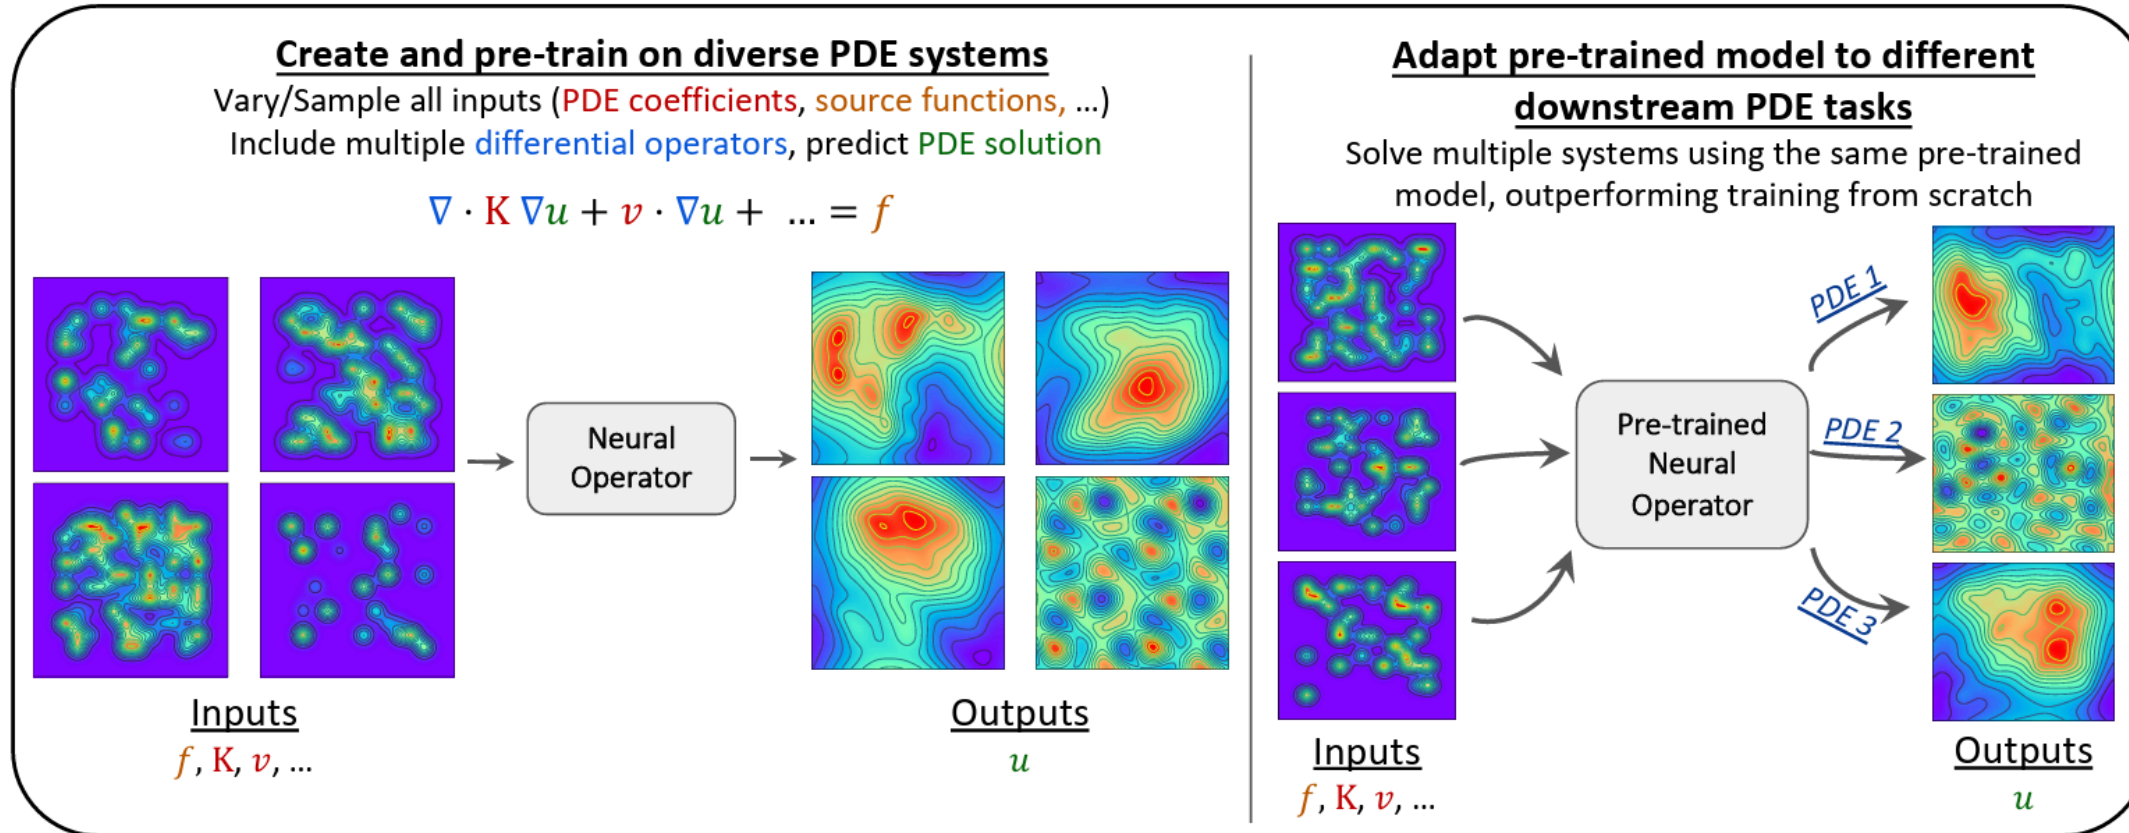 Create and pre-train on diverse PDE systems
Vary/Sample all inputs (PDE coefficients, source functions, ...)
Include multiple differential operators, predict PDE solution
∇ · K ∇u + v · ∇u + ... = f
Neural
Operator
Inputs
f, K, v, ...
Outputs
u
Adapt pre-trained model to different
downstream PDE tasks
Solve multiple systems using the same pre-trained
model, outperforming training from scratch
Pre-trained
Neural
Operator
PDE 1
PDE 2
PDE 3
Inputs
f, K, v, ...
Outputs
u